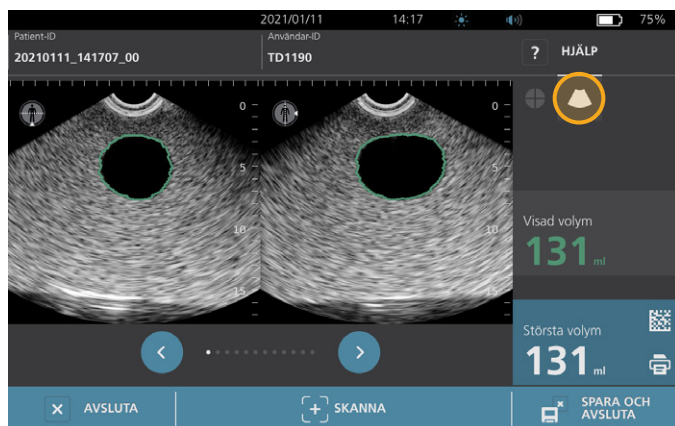 2021/01/11 14:17 75%
Patient-ID
20210111_141707_00
Användar-ID
TD1190
? HJÄLP
0
5
10
15
0
5
10
15
Visad volym
131 ml
Största volym
131 ml
AVSLUTA
SKANNA
SPARA OCH
AVSLUTA